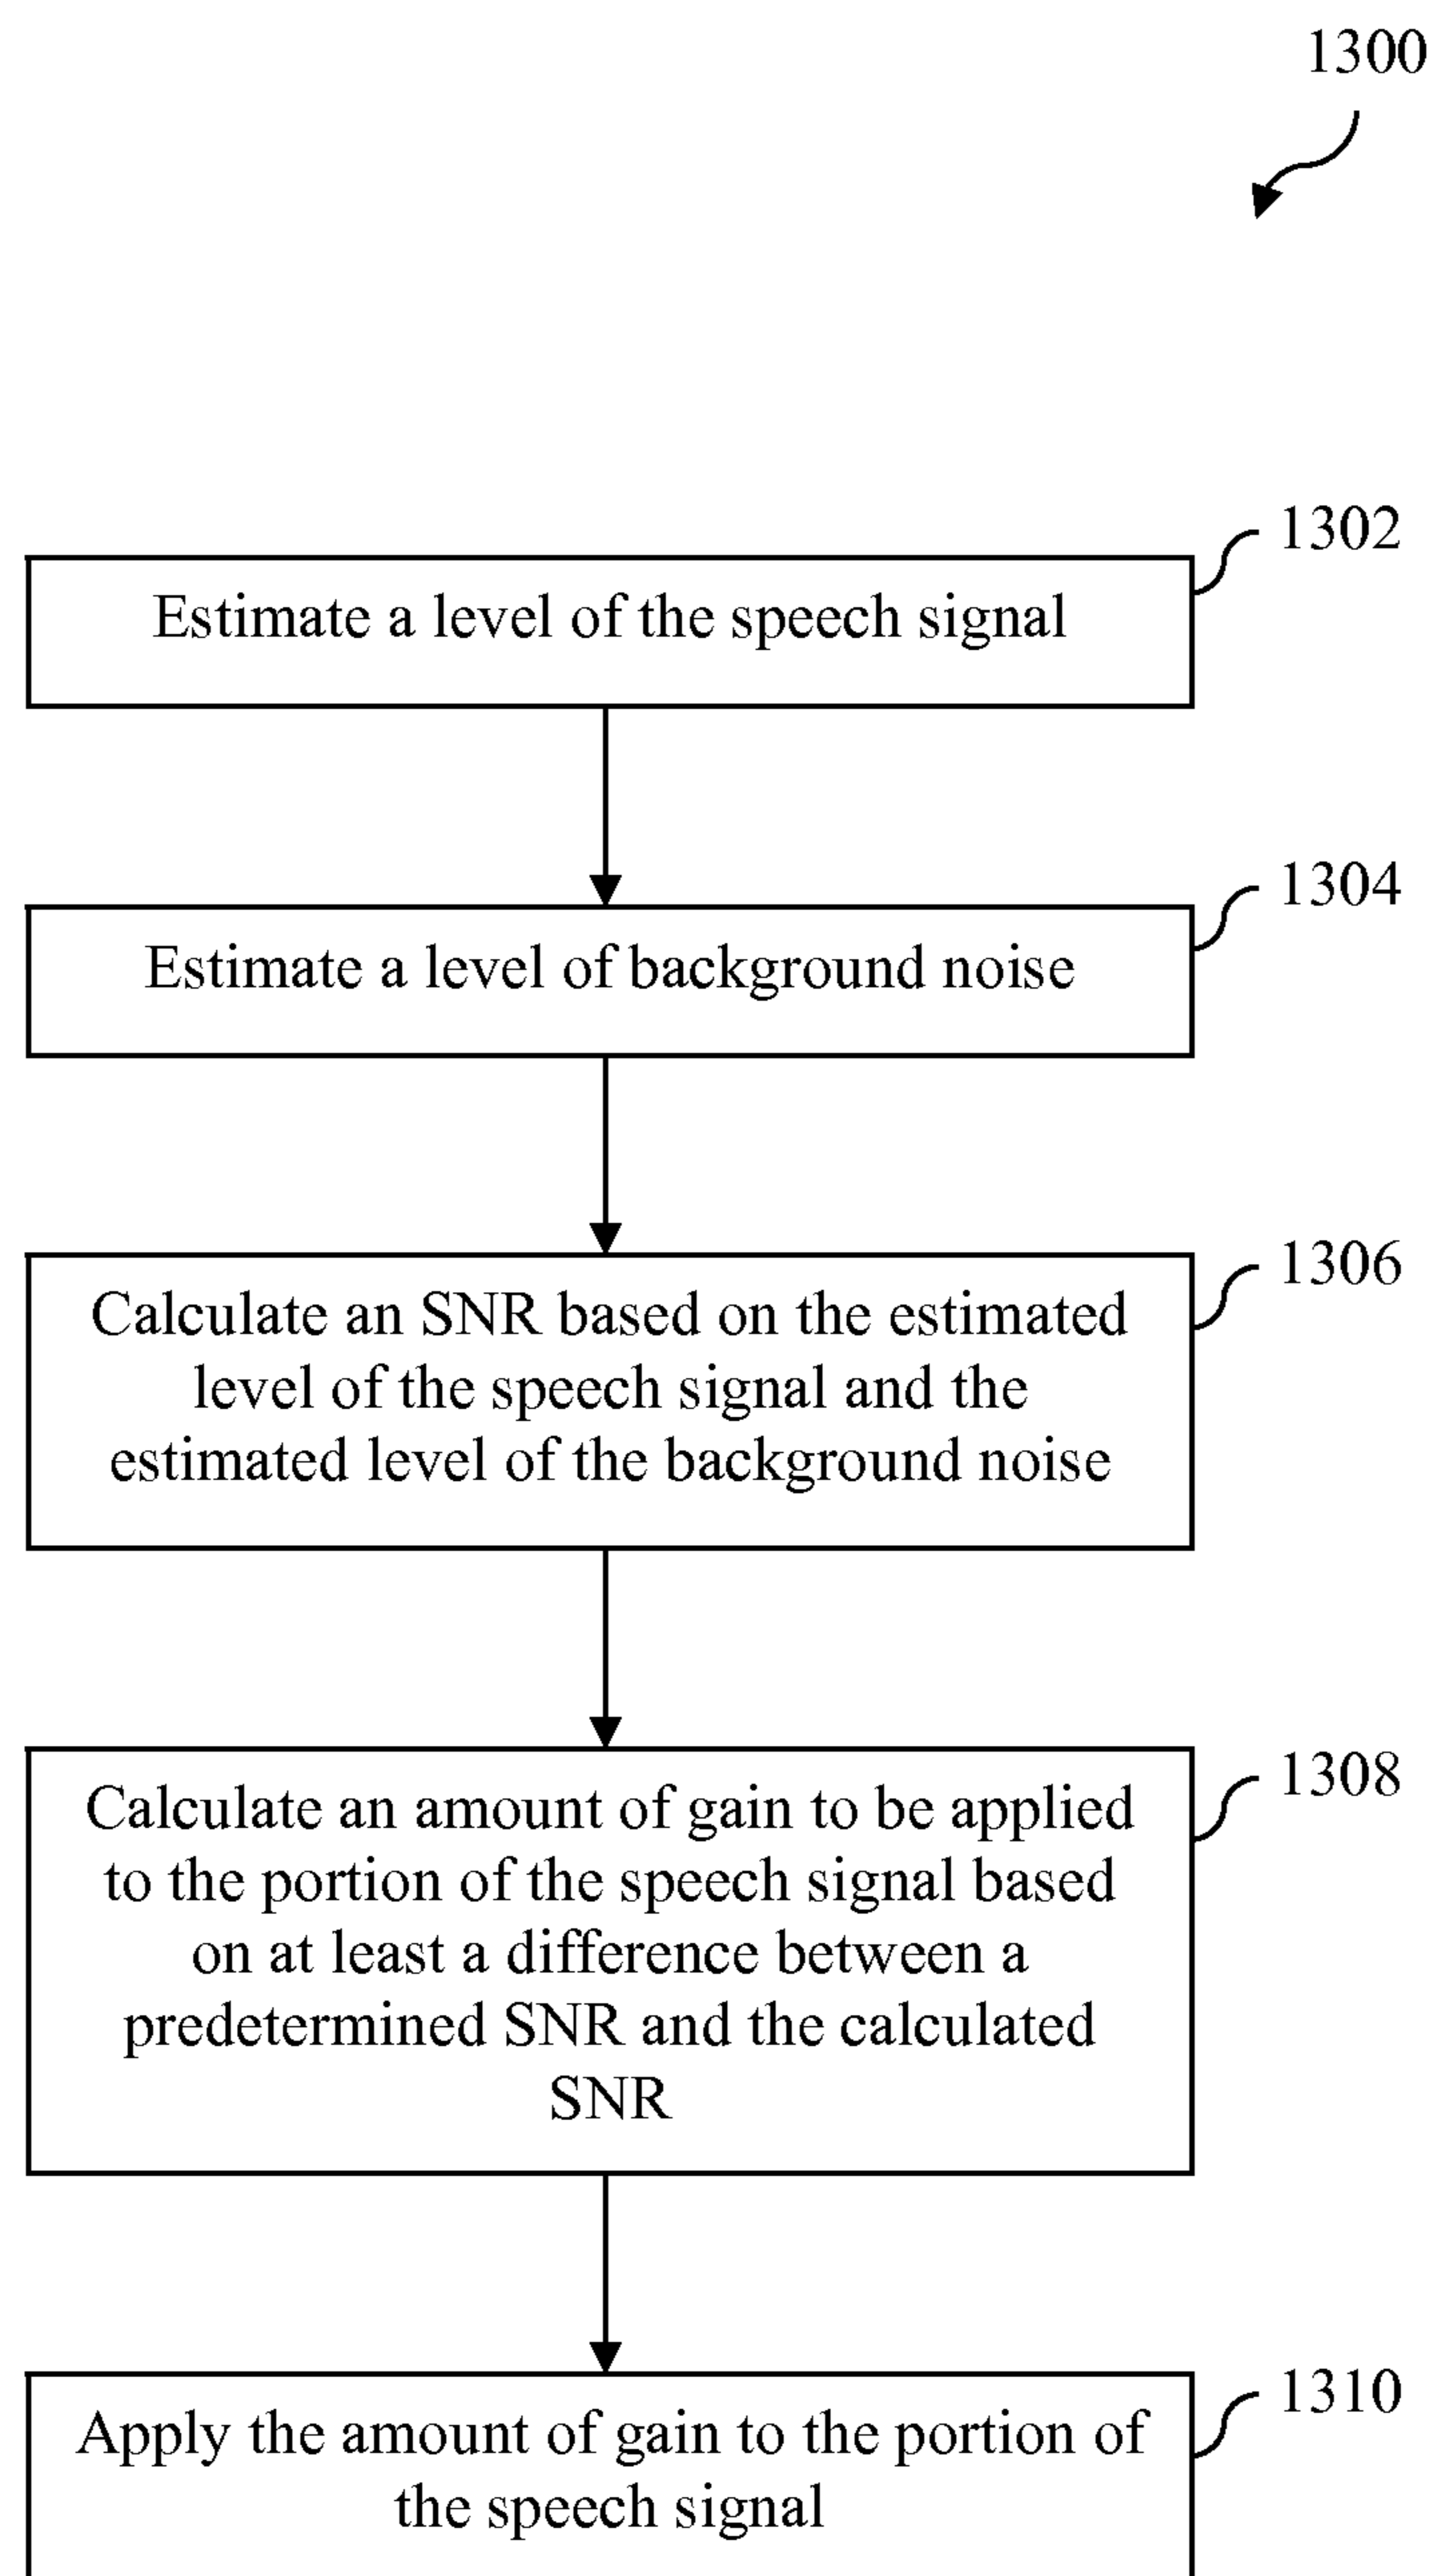 1300
1302
Estimate a level of the speech signal
1304
Estimate a level of background noise
1306
Calculate an SNR based on the estimated
level of the speech signal and the
estimated level of the background noise
1308
Calculate an amount of gain to be applied
to the portion of the speech signal based
on at least a difference between a
predetermined SNR and the calculated
SNR
1310
Apply the amount of gain to the portion of
the speech signal